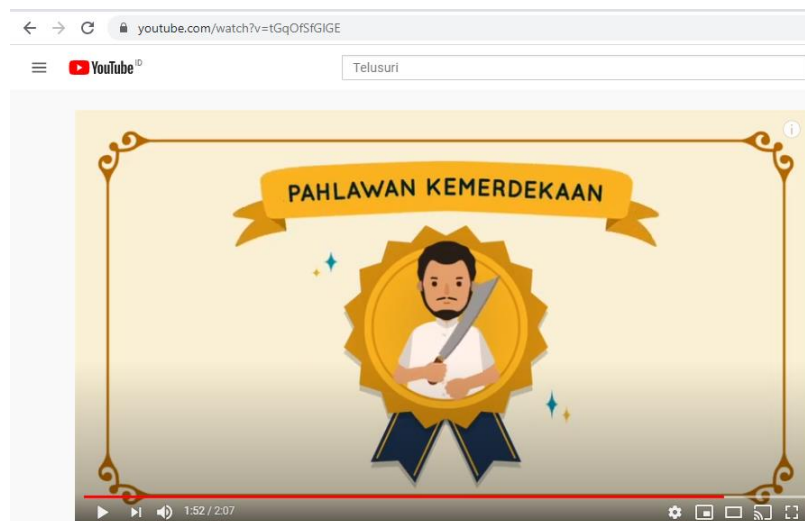 youtube.com/watch?v=tGqOfSfGIGE
YouTube ID
Telusuri
PAHLAWAN KEMERDEKAAN
1:52 / 2:07